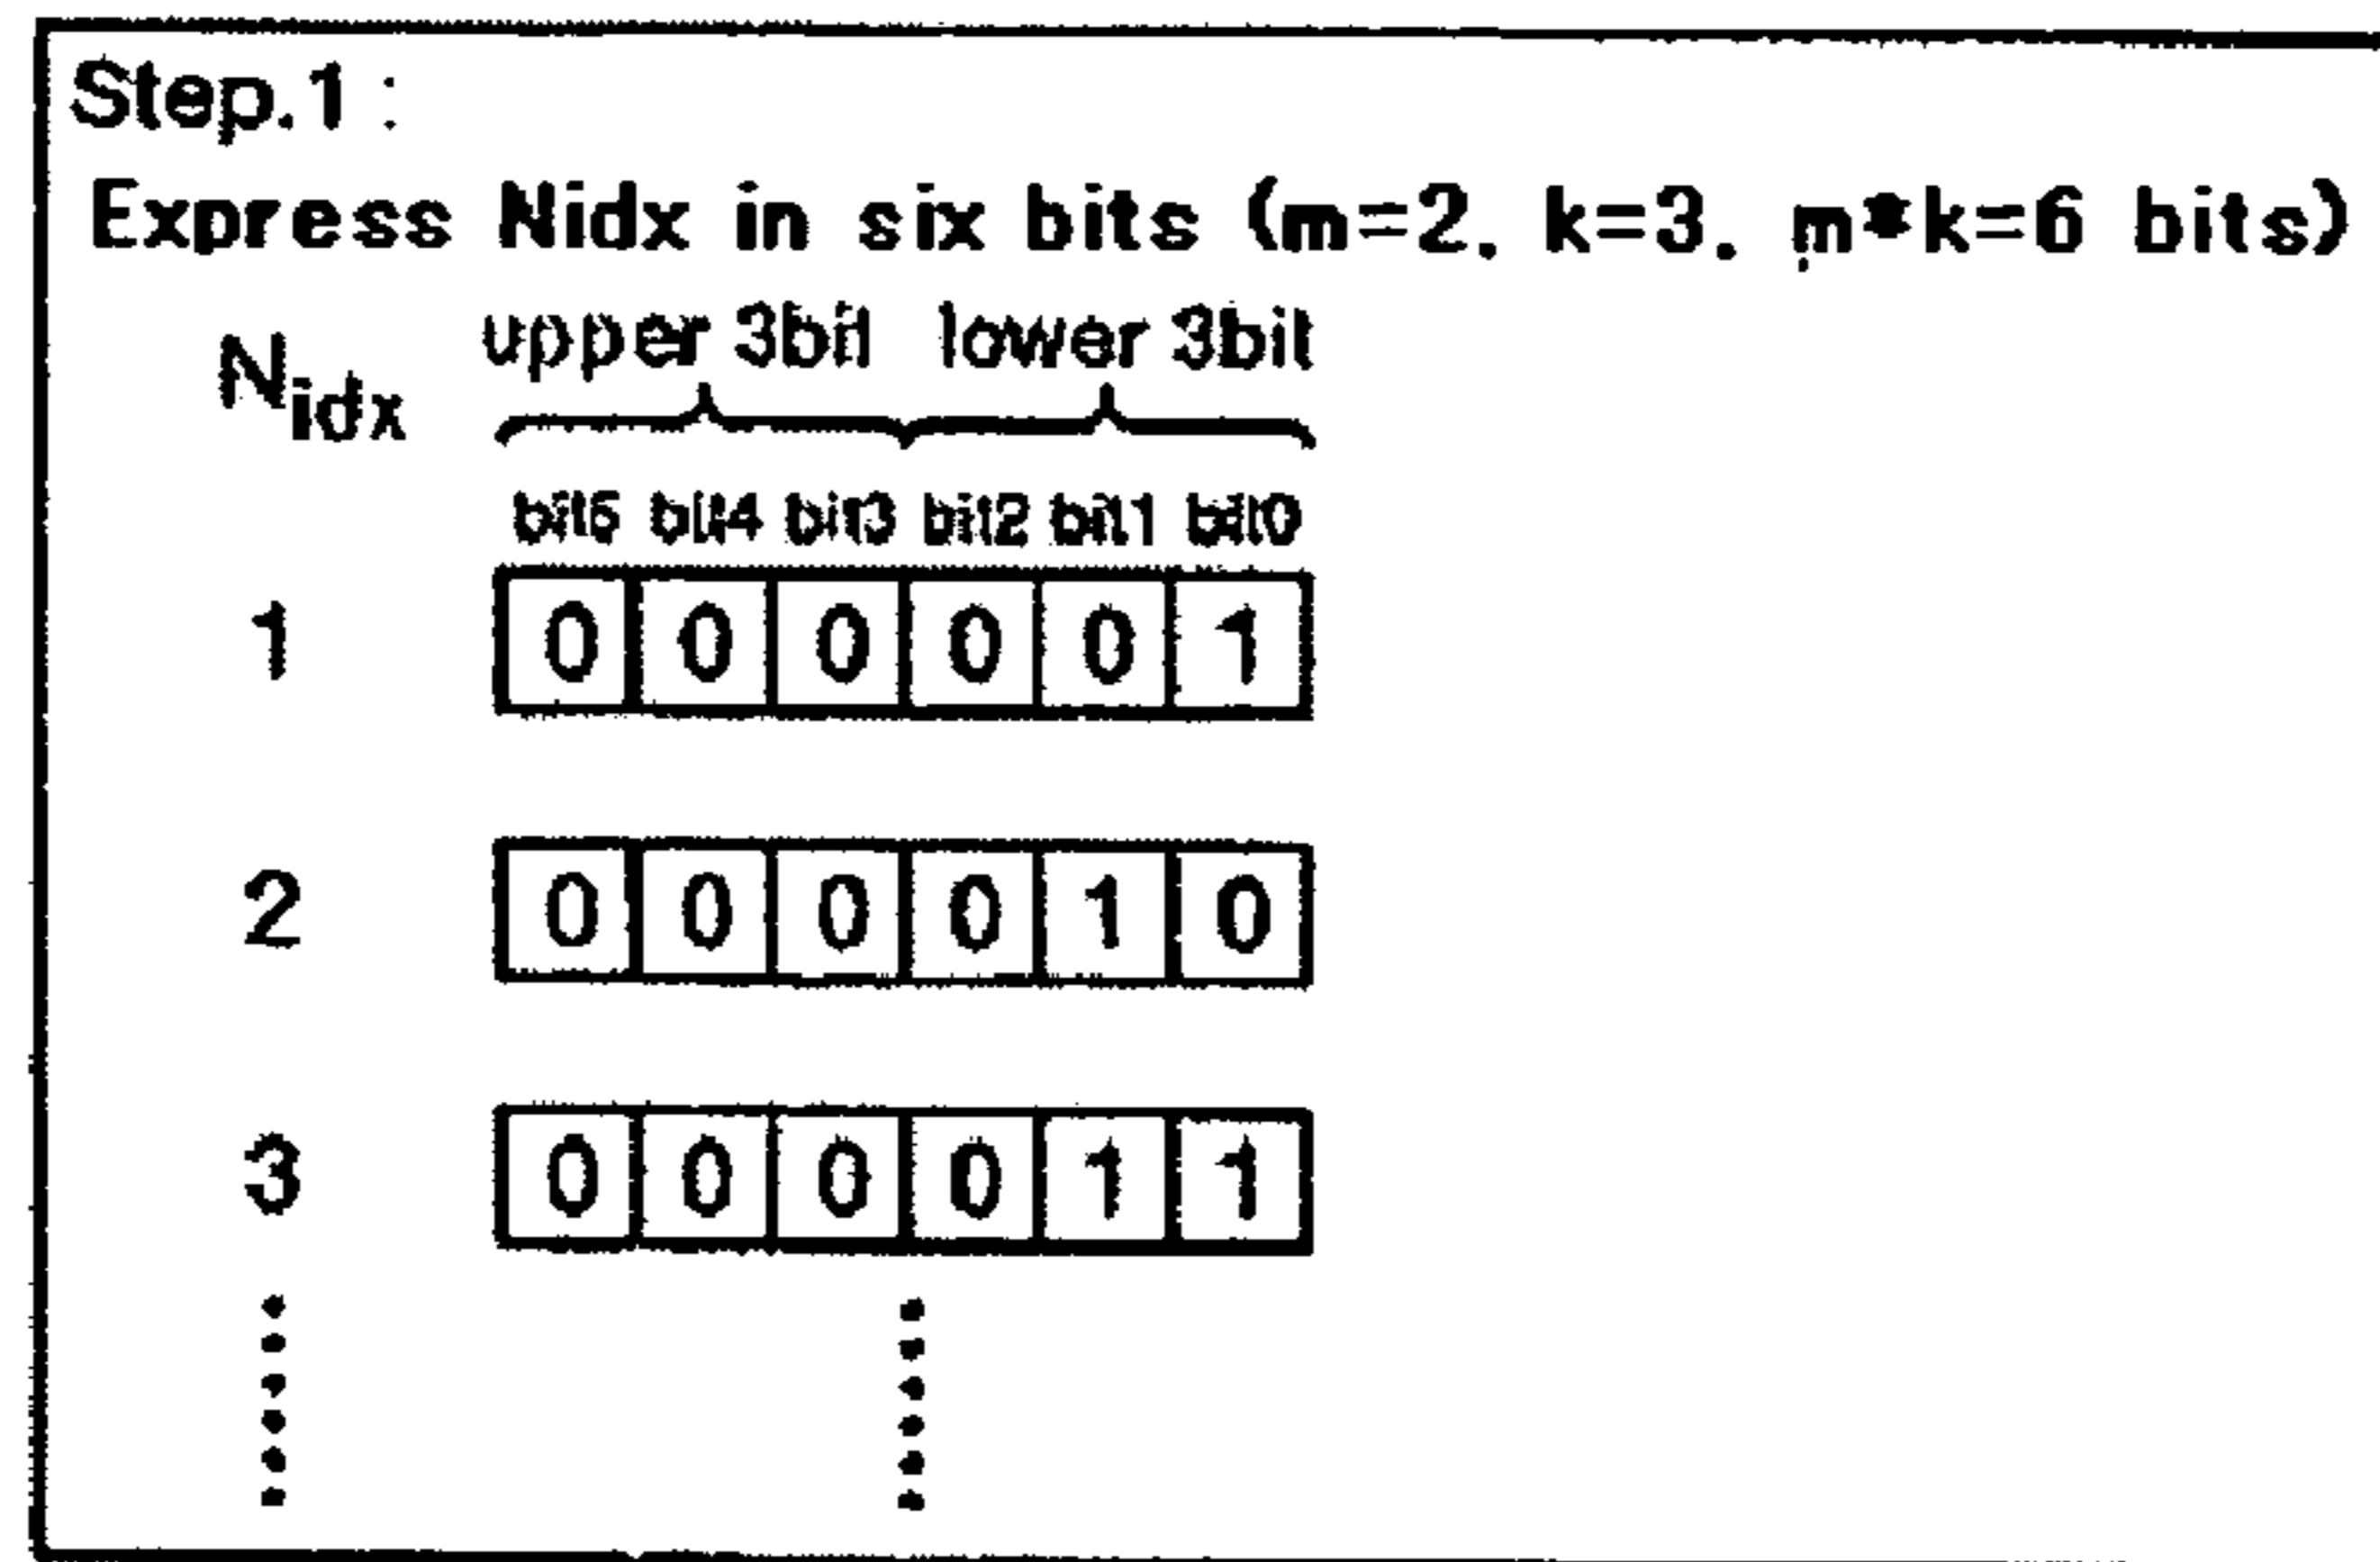 Step.1 :
Express Nidx in six bits (m=2, k=3, m*k=6 bits)
Nidx upper 3bit lower 3bit
bit5 bit4 bit3 bit2 bit1 bit0
1 0 0 0 0 0 1
2 0 0 0 0 1 0
3 0 0 0 0 1 1